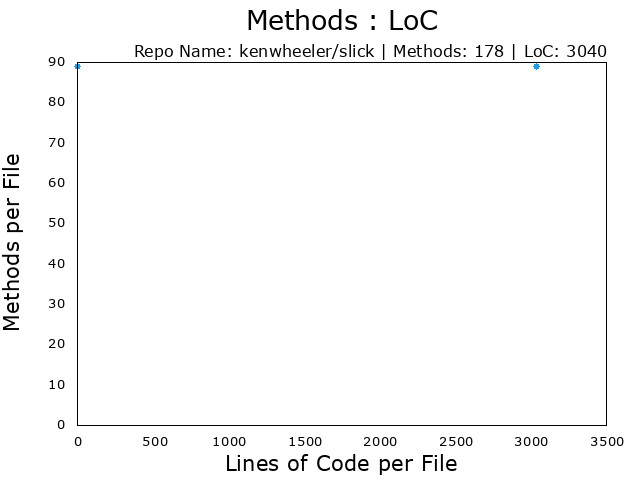 Methods : LoC
Repo Name: kenwheeler/slick | Methods: 178 | LoC: 3040
Methods per File
90
80
70
60
50
40
30
20
10
0
0 500 1000 1500 2000 2500 3000 3500
Lines of Code per File